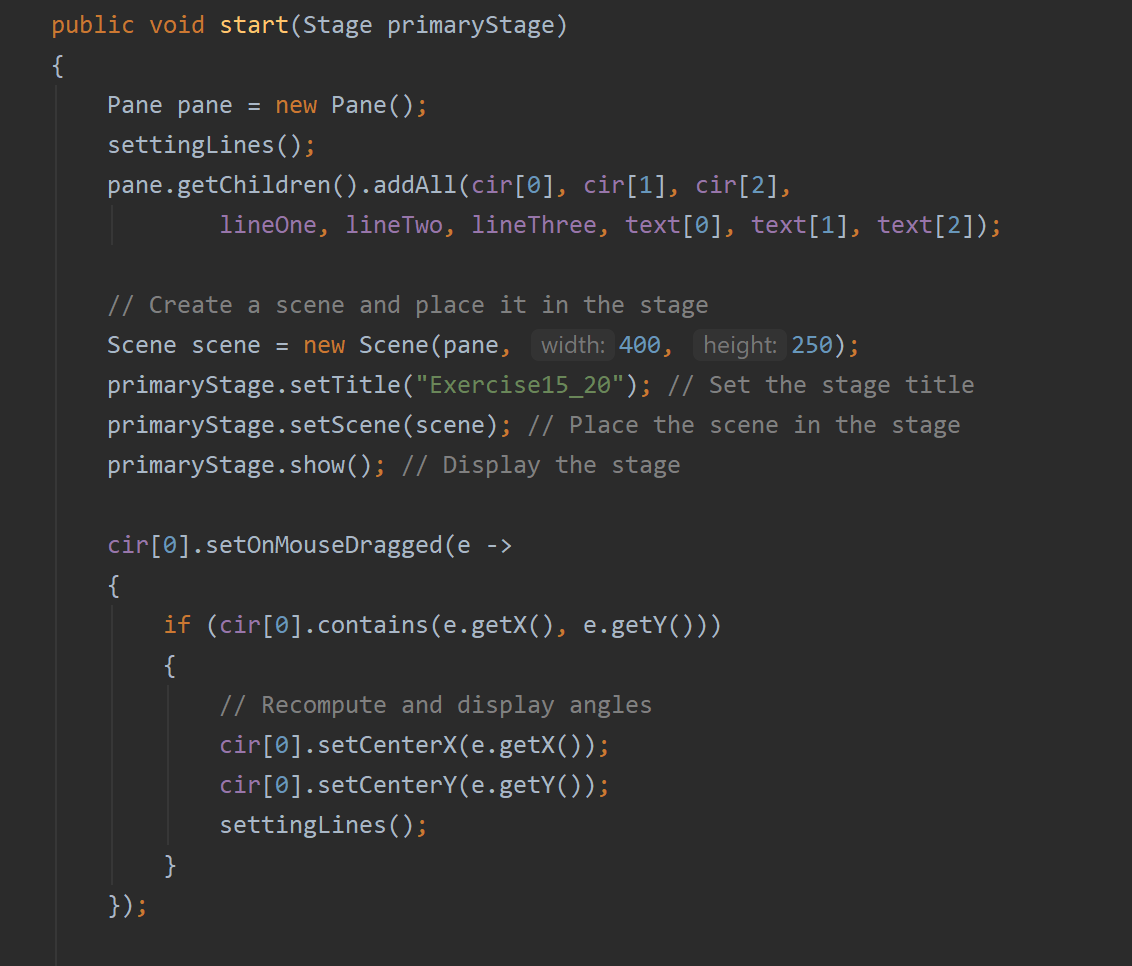 public void start(Stage primaryStage)
{
Pane pane = new Pane();
settingLines();
pane.getChildren().addAll(cir[0], cir[1], cir[2],
lineOne, lineTwo, lineThree, text[0], text[1], text[2]);
// Create a scene and place it in the stage
Scene scene = new Scene(pane, width: 400, height: 250);
primaryStage.setTitle("Exercise15_20"); // Set the stage title
primaryStage.setScene(scene); // Place the scene in the stage
primaryStage.show(); // Display the stage
cir[0].setOnMouseDragged(e ->
{
if (cir[0].contains(e.getX(), e.getY()))
{
// Recompute and display angles
cir[0].setCenterX(e.getX());
cir[0].setCenterY(e.getY());
settingLines();
}
});